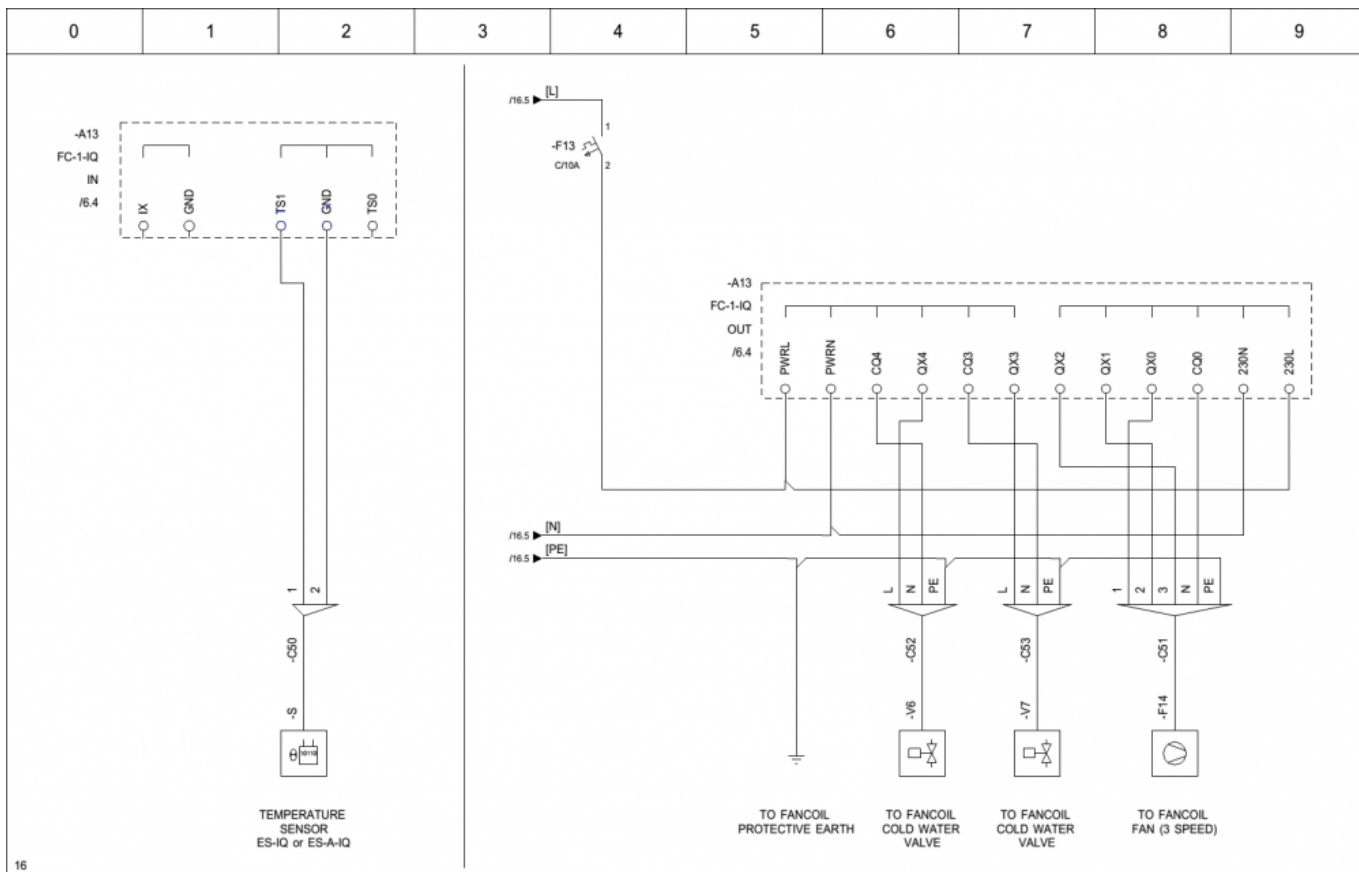 0 1 2 3 4 5 6 7 8 9
-A13
FC-1-IQ
IN
/6.4
IX GND TS1 GND TS0
1 2
-C50
-S
10110
TEMPERATURE
SENSOR
ES-IQ or ES-A-IQ
/16.5 [L]
-F13
C/10A
1
2
-A13
FC-1-IQ
OUT
/6.4
PWRL PWRN CQ4 QX4 CQ3 QX3 QX2 QX1 QX0 CQ0 230N 230L
/16.5 [N]
/16.5 [PE]
L N PE L N PE 1 2 3 N PE
-C52 -C53 -C51
-V6 -V7 -F14
TO FANCOIL
PROTECTIVE EARTH
TO FANCOIL
COLD WATER
VALVE
TO FANCOIL
COLD WATER
VALVE
TO FANCOIL
FAN (3 SPEED)
16